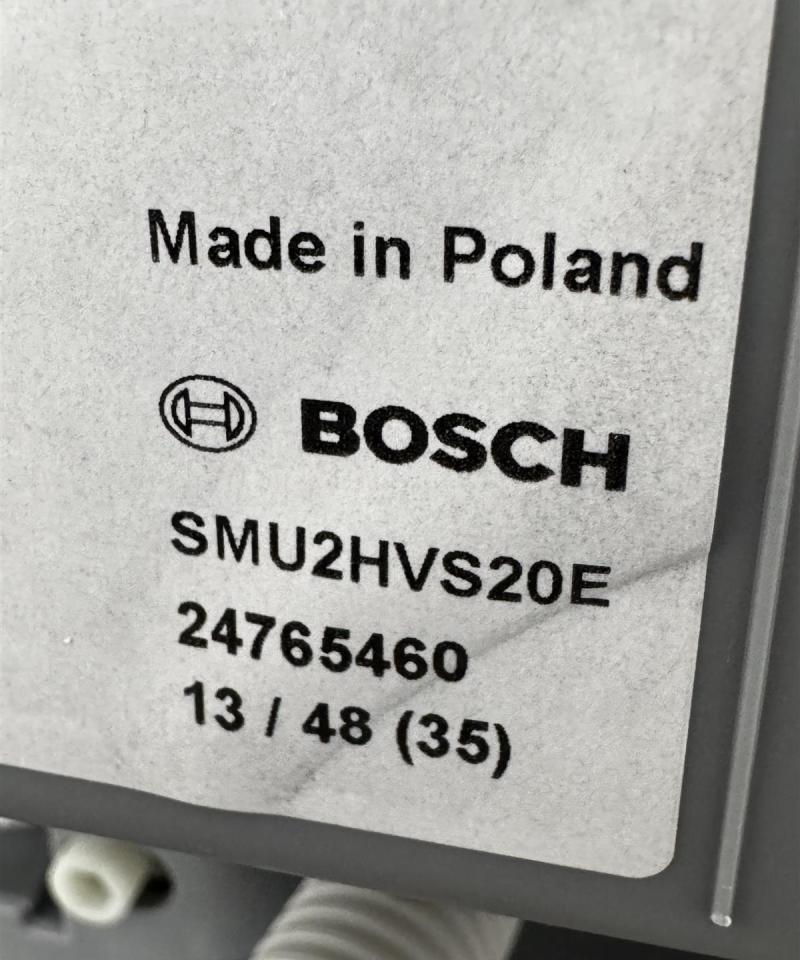 Made in Poland
BOSCH
SMU2HVS20E
24765460
13 / 48 (35)